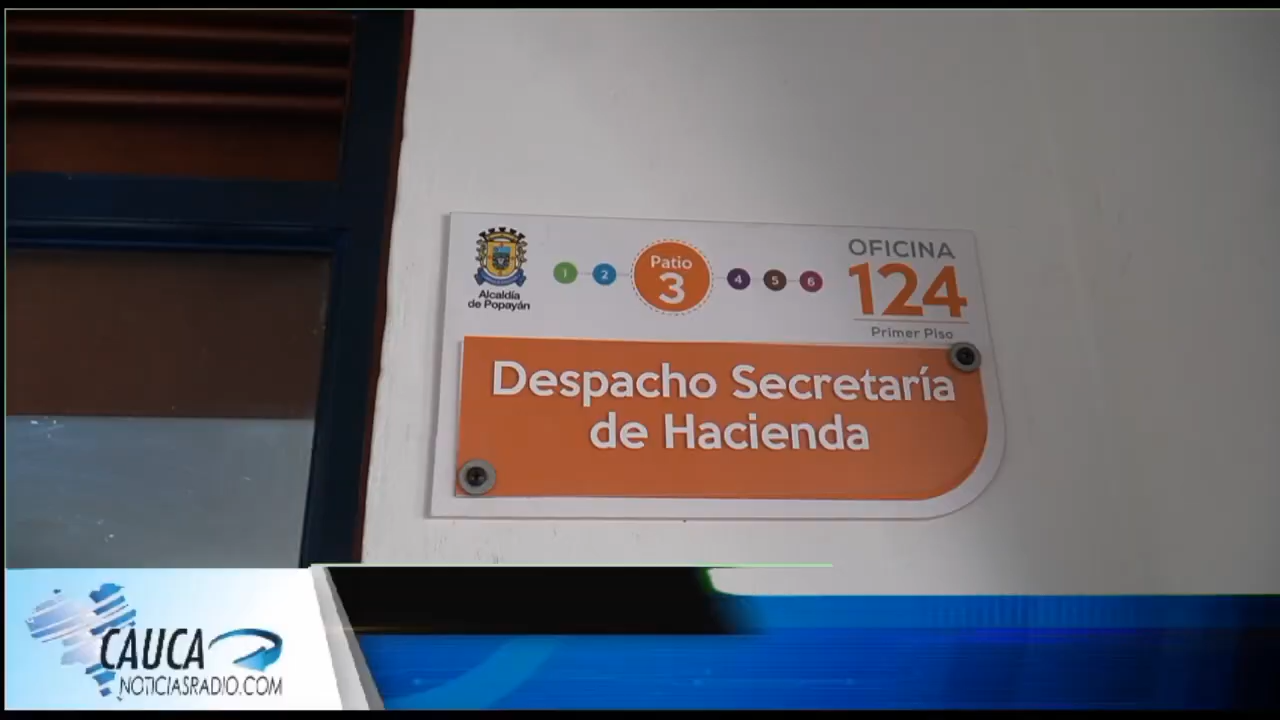 Alcaldía
de Popayán
1 2 Patio 3 4 5 6
OFICINA
124
Primer Piso
Despacho Secretaría
de Hacienda
CAUCA
NOTICIASRADIO.COM